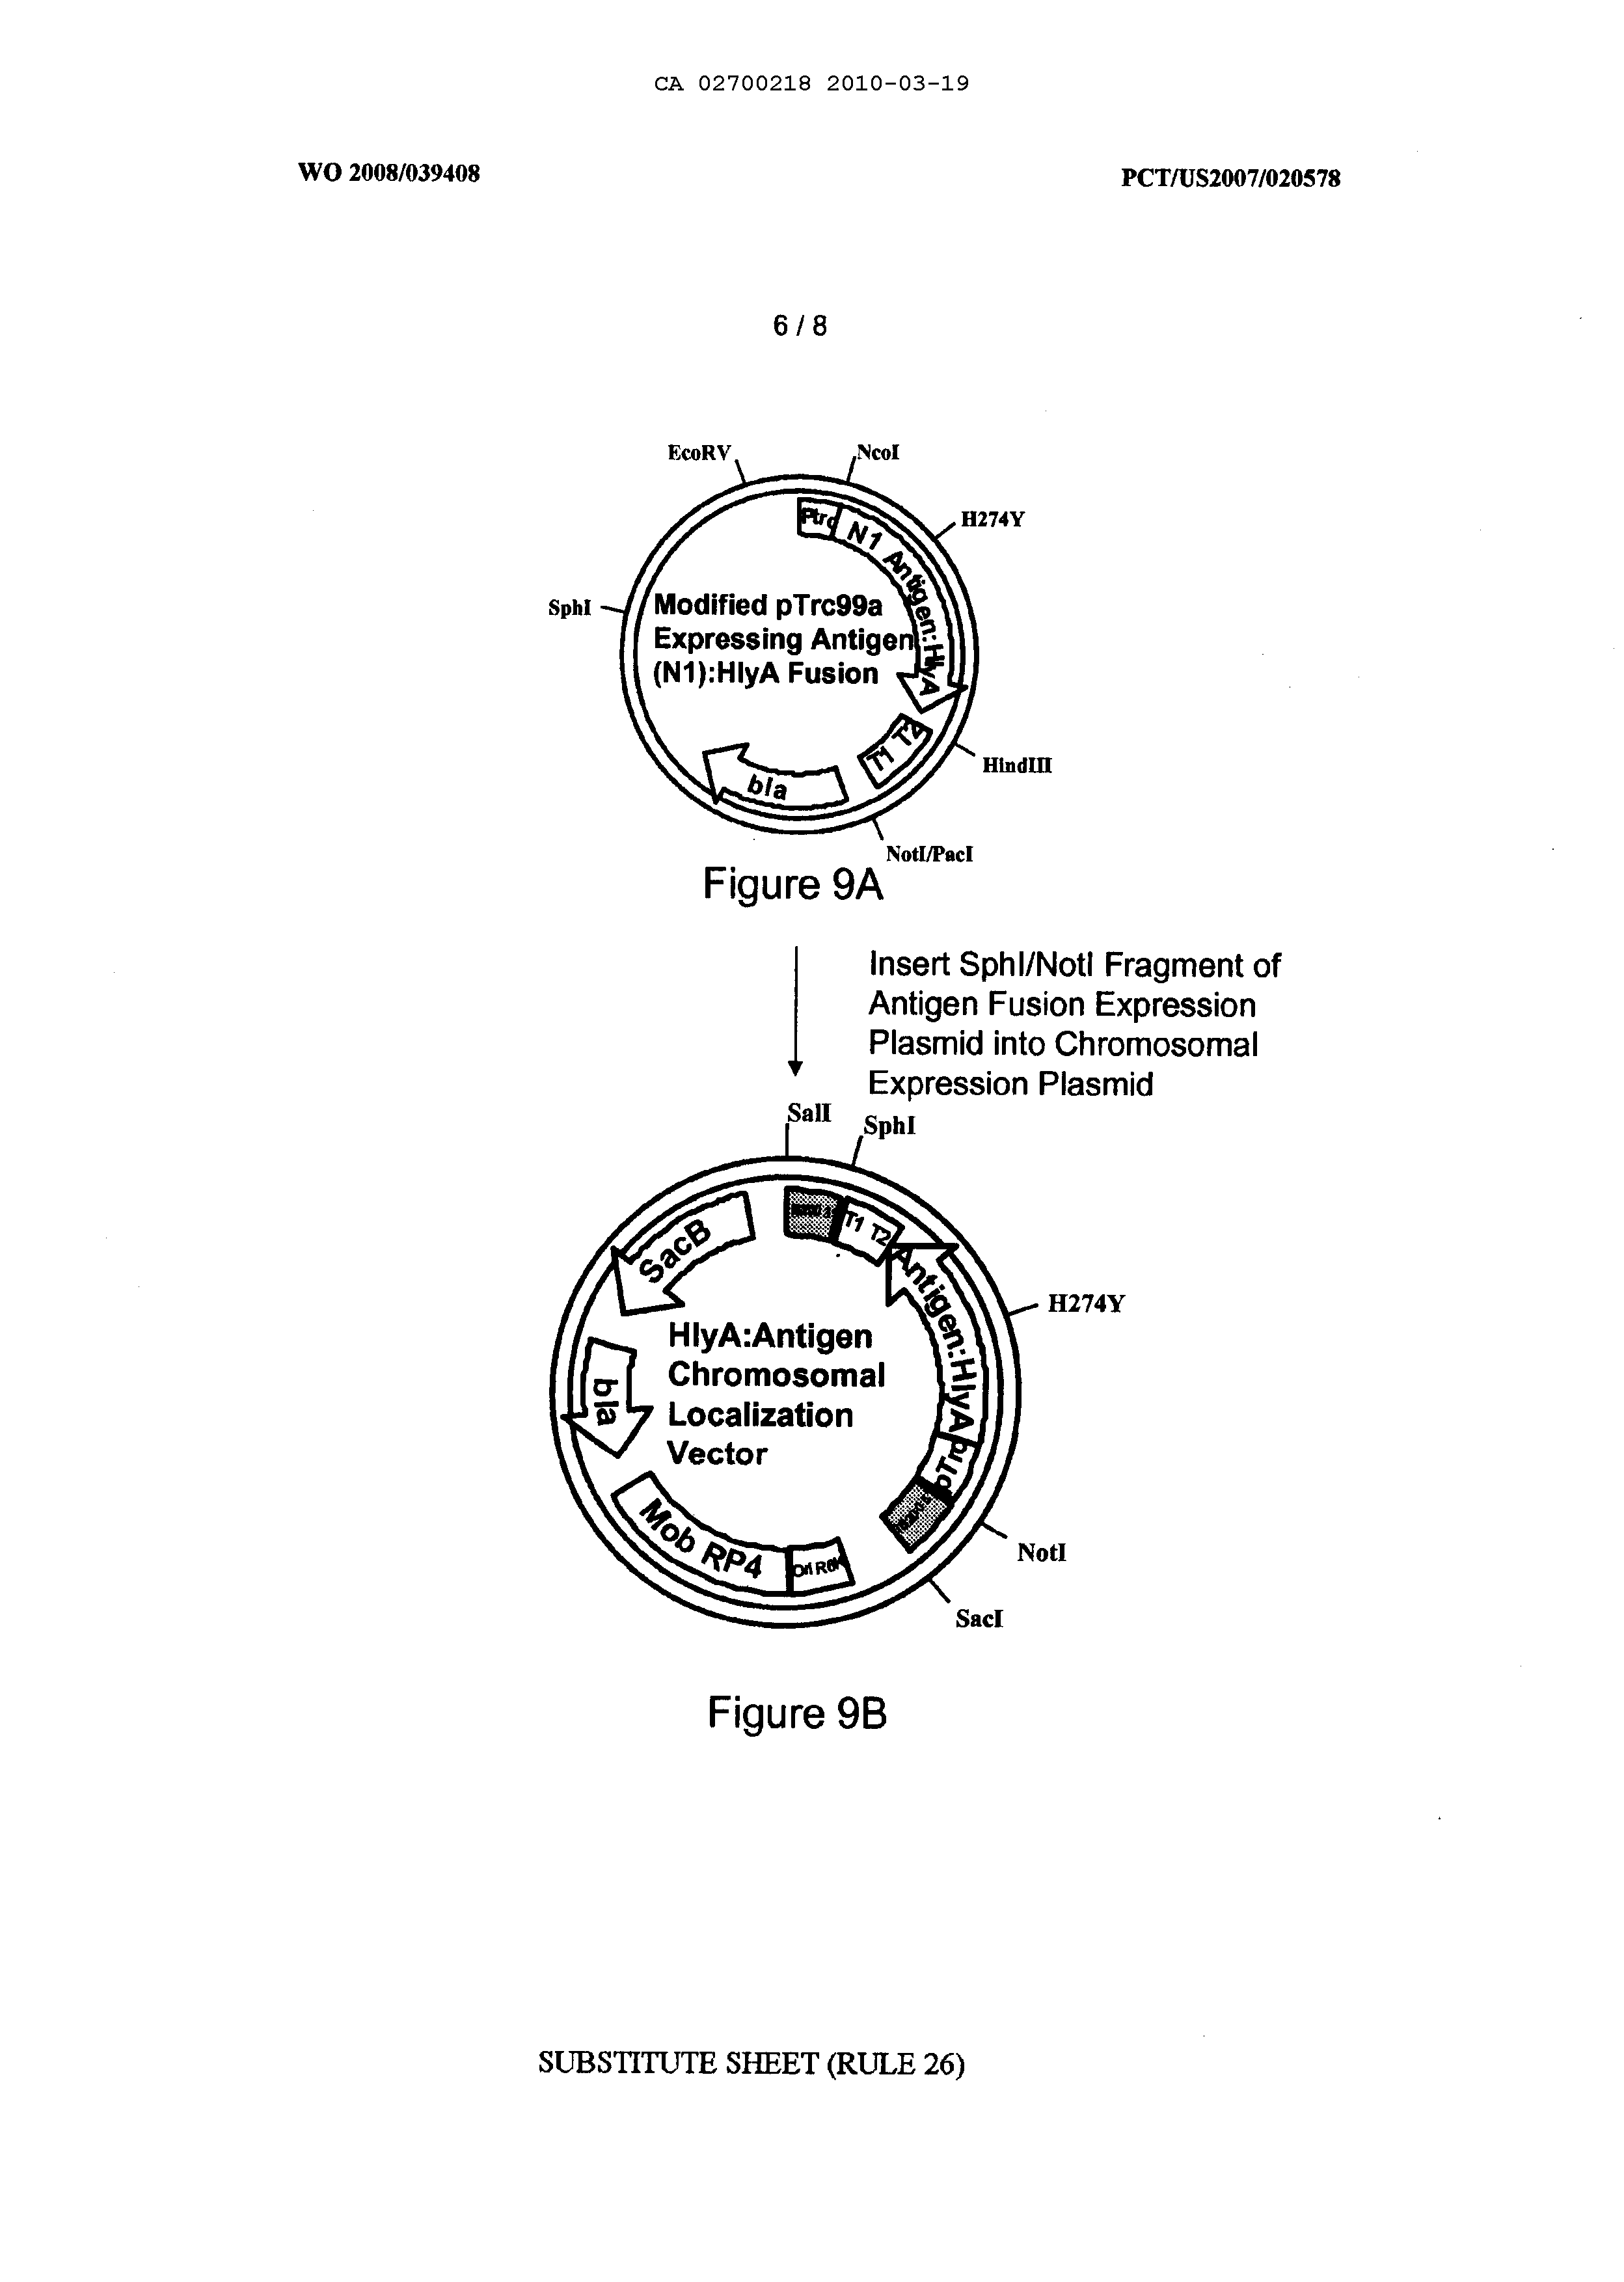 CA 02700218 2010-03-19
WO 2008/039408
PCT/US2007/020578
6 / 8
EcoRV
NcoI
H274Y
SphI
HindIII
NotI/PacI
Ptrc
N1 Antigen:HlyA
T1 T2
bla
Modified pTrc99a
Expressing Antigen
(N1):HlyA Fusion
Figure 9A
Insert SphI/NotI Fragment of
Antigen Fusion Expression
Plasmid into Chromosomal
Expression Plasmid
SalI
SphI
H274Y
NotI
SacI
T1 T2
Antigen:HlyA
pTrc
Ori R6K
Mob RP4
bla
SacB
HlyA:Antigen
Chromosomal
Localization
Vector
Figure 9B
SUBSTITUTE SHEET (RULE 26)